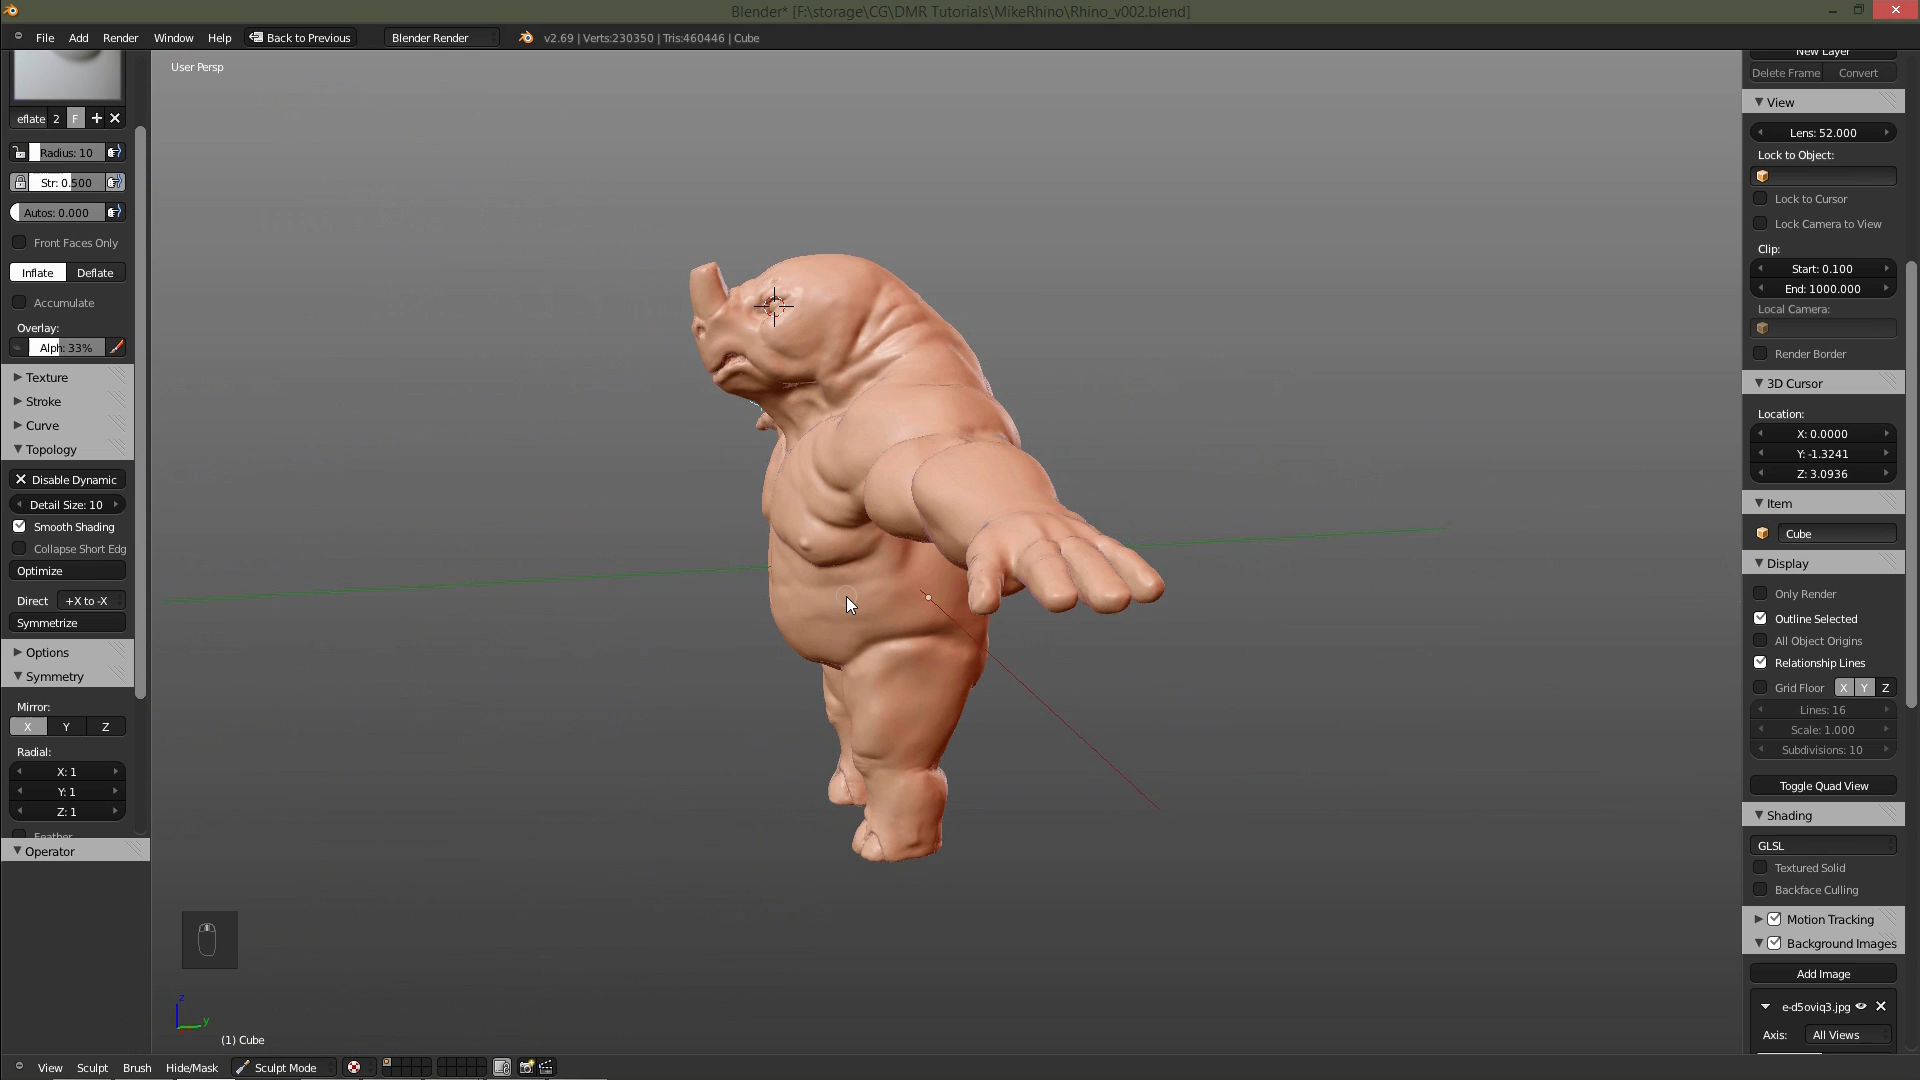 Blender* [F:\storage\CG\DMR Tutorials\MikeRhino\Rhino_v002.blend]
File Add Render Window Help Back to Previous Blender Render v2.69 | Verts:230350 | Tris:460446 | Cube
User Persp
eflate 2 F
Radius: 10
Str: 0.500
Autos: 0.000
Front Faces Only
Inflate Deflate
Accumulate
Overlay:
Alph: 33%
Texture
Stroke
Curve
Topology
Disable Dynamic
Detail Size: 10
Smooth Shading
Collapse Short Edg
Optimize
Direct +X to -X
Symmetrize
Options
Symmetry
Mirror:
X Y Z
Radial:
X: 1
Y: 1
Z: 1
Feather
Operator
New Layer
Delete Frame Convert
View
Lens: 52.000
Lock to Object:
Lock to Cursor
Lock Camera to View
Clip:
Start: 0.100
End: 1000.000
Local Camera:
Render Border
3D Cursor
Location:
X: 0.0000
Y: -1.3241
Z: 3.0936
Item
Cube
Display
Only Render
Outline Selected
All Object Origins
Relationship Lines
Grid Floor X Y Z
Lines: 16
Scale: 1.000
Subdivisions: 10
Toggle Quad View
Shading
GLSL
Textured Solid
Backface Culling
Motion Tracking
Background Images
Add Image
e-d5oviq3.jpg
Axis: All Views
z
y
(1) Cube
View Sculpt Brush Hide/Mask Sculpt Mode